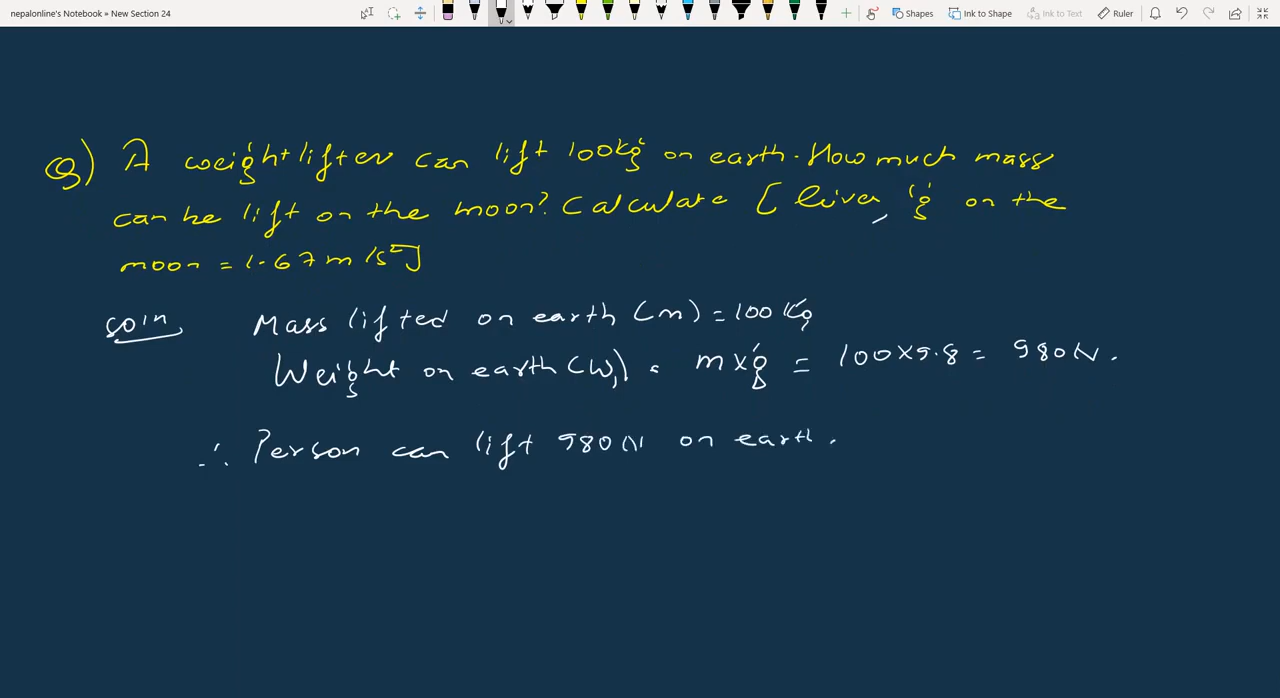 nepalonline's Notebook » New Section 24
Shapes Ink to Shape Ink to Text Ruler
Q) A weightlifter can lift 100kg on earth. How much mass
can he lift on the moon? Calculate [Given, 'g' on the
moon = 1.67 m/s²]
Soln Mass lifted on earth (m) = 100 Kg
Weight on earth (W₁) = m×g = 100×9.8 = 980N.
∴ Person can lift 980N on earth.